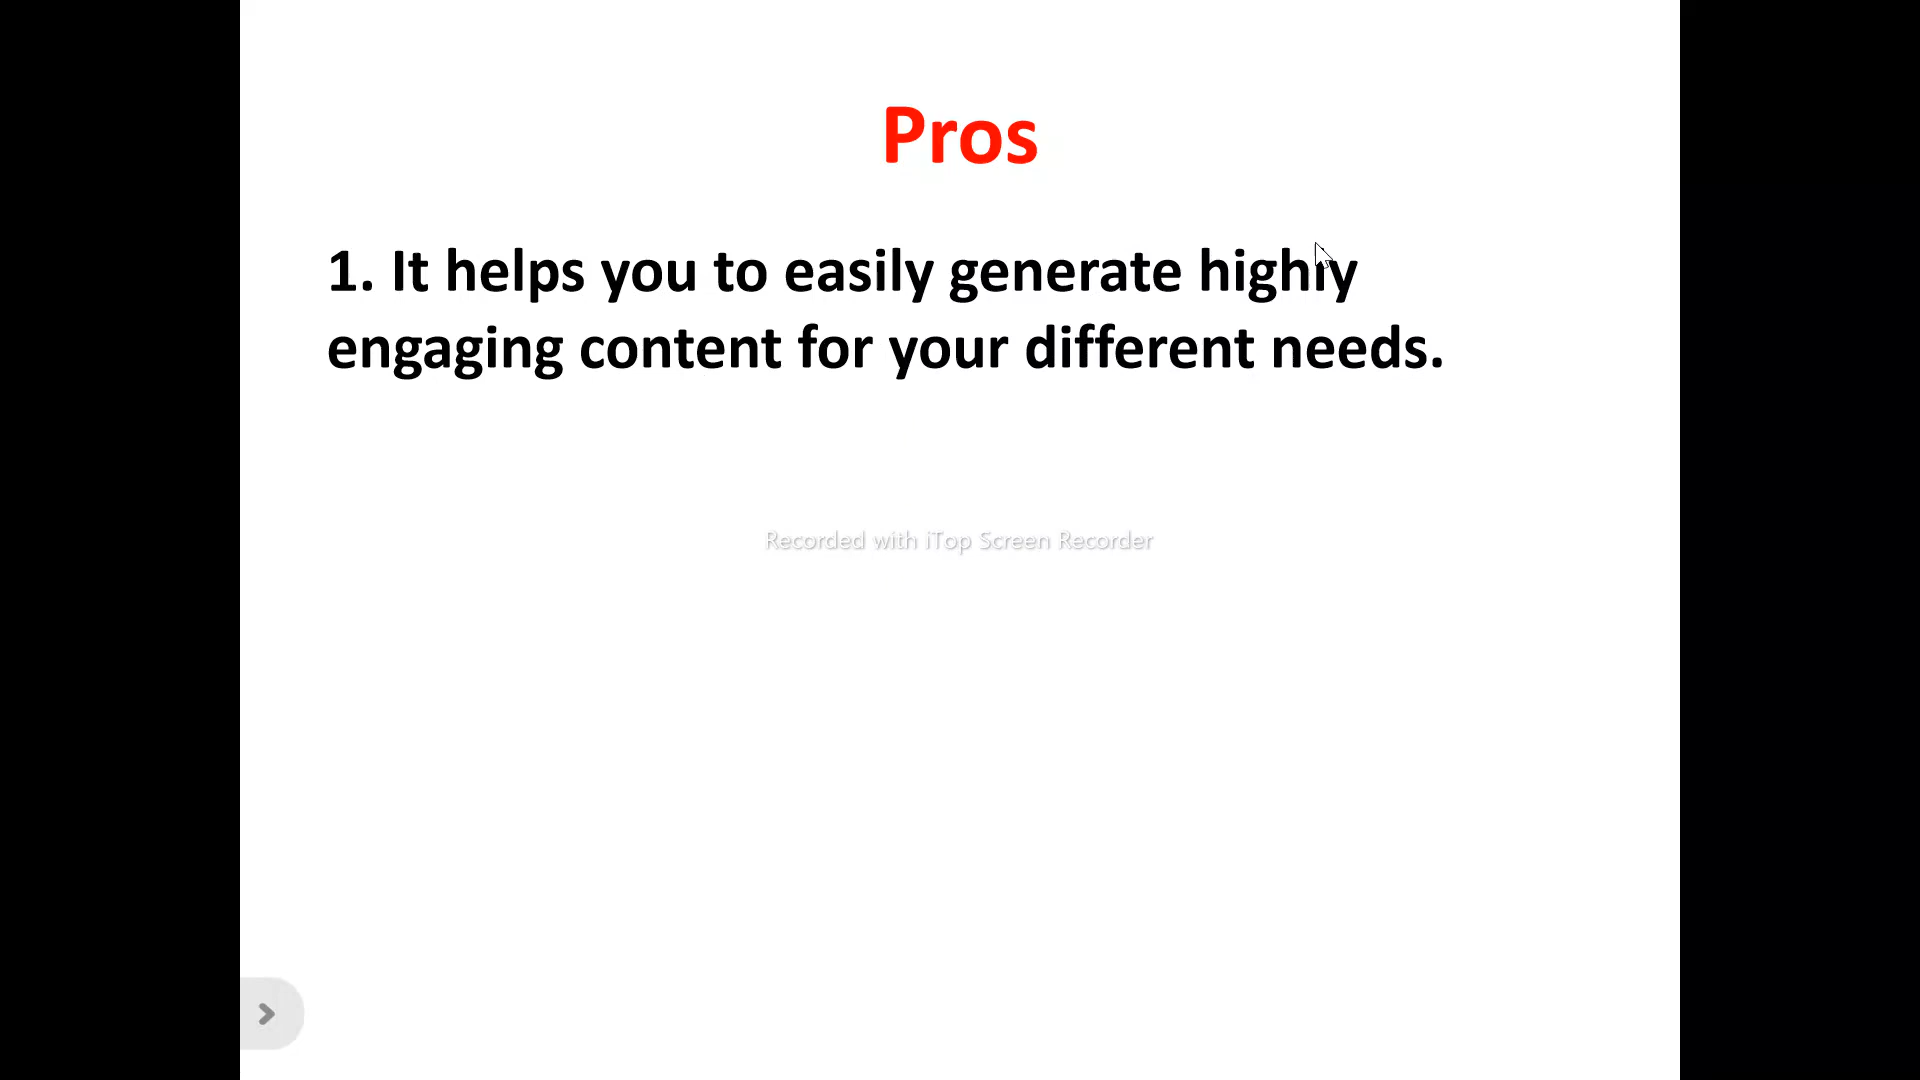 Pros
1. It helps you to easily generate highly
engaging content for your different needs.
Recorded with iTop Screen Recorder